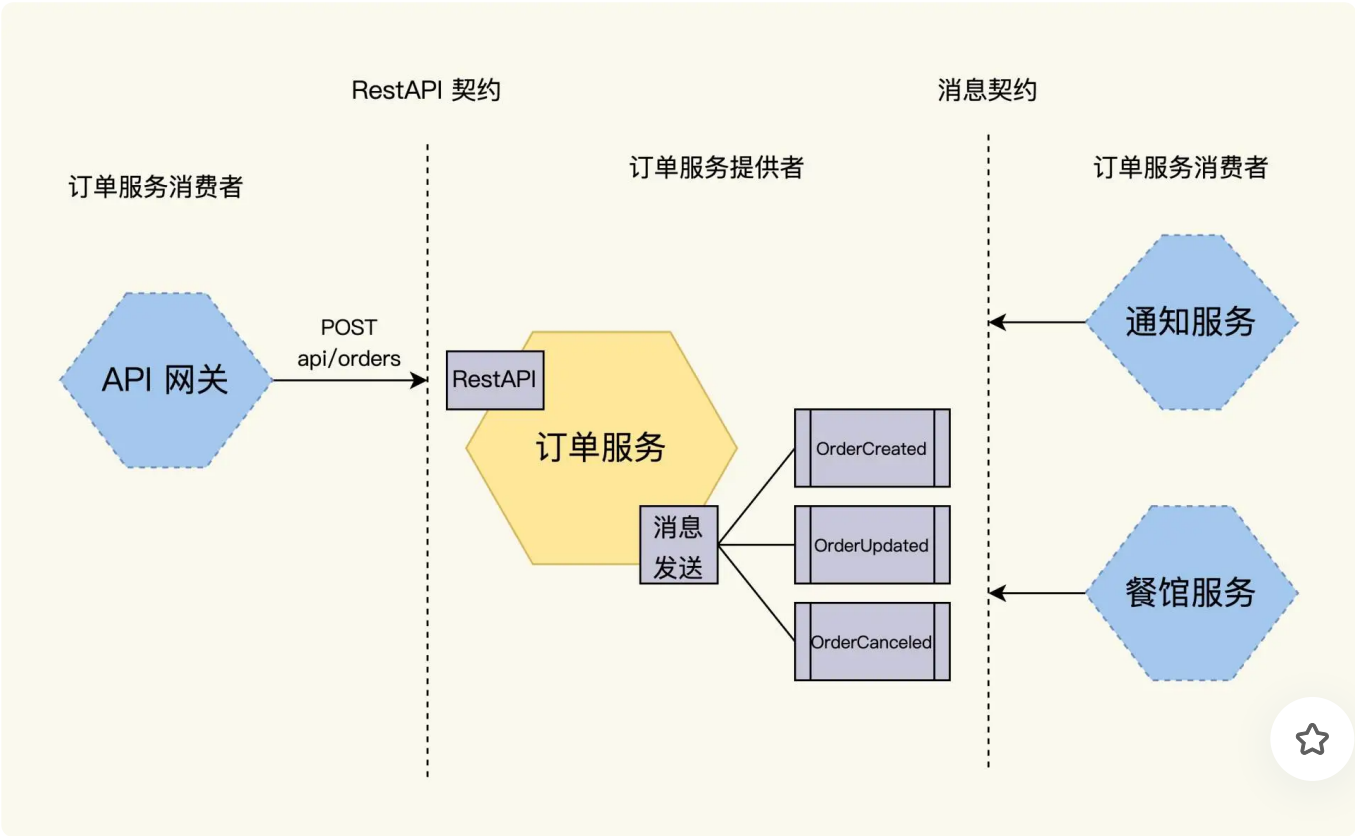 RestAPI 契约
消息契约
订单服务消费者
订单服务提供者
订单服务消费者
API 网关
POST
api/orders
RestAPI
订单服务
消息
发送
OrderCreated
OrderUpdated
OrderCanceled
通知服务
餐馆服务